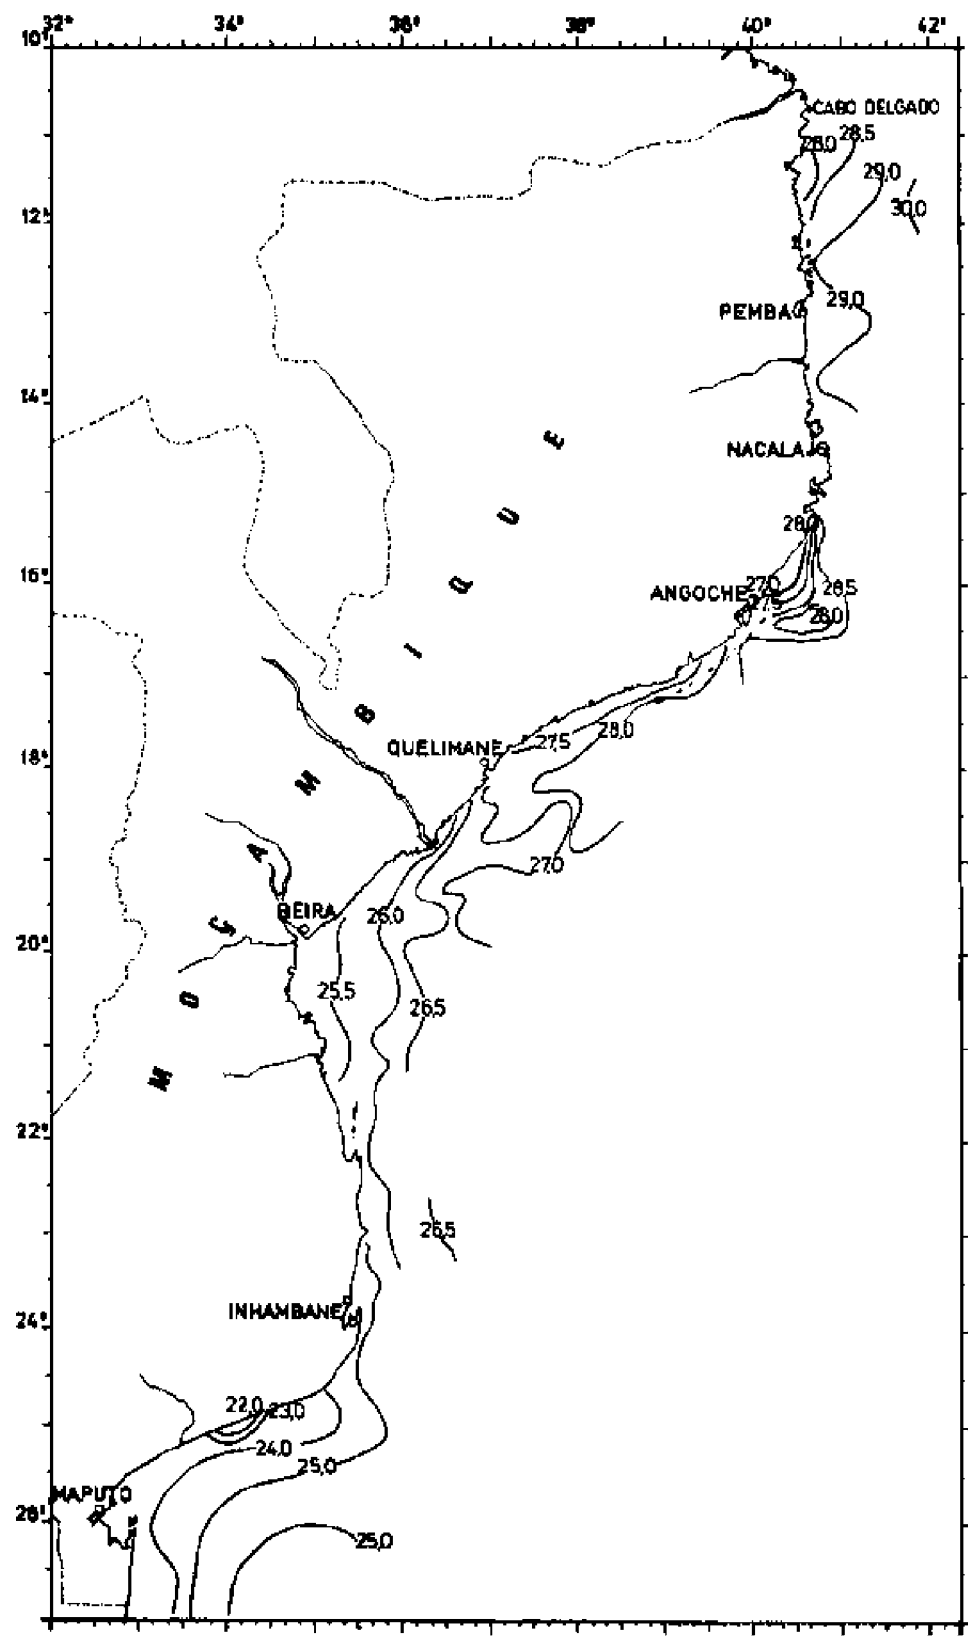 32° 34° 36° 38° 40° 42°
10°
CABO DELGADO
28,0 28,5
29,0
12°
30,0
29,0
PEMBA
14°
E
NACALA
U
28,0
16°
Q
27,0
28,5
ANGOCHE
27,5
28,0
I
B
28,0
QUELIMANE
27,5
18°
M
A
27,0
BEIRA
26,0
Ç
20°
25,5
O
26,5
M
22°
26,5
INHAMBANE
24°
22,0 23,0
24,0
25,0
MAPUTO
26°
25,0